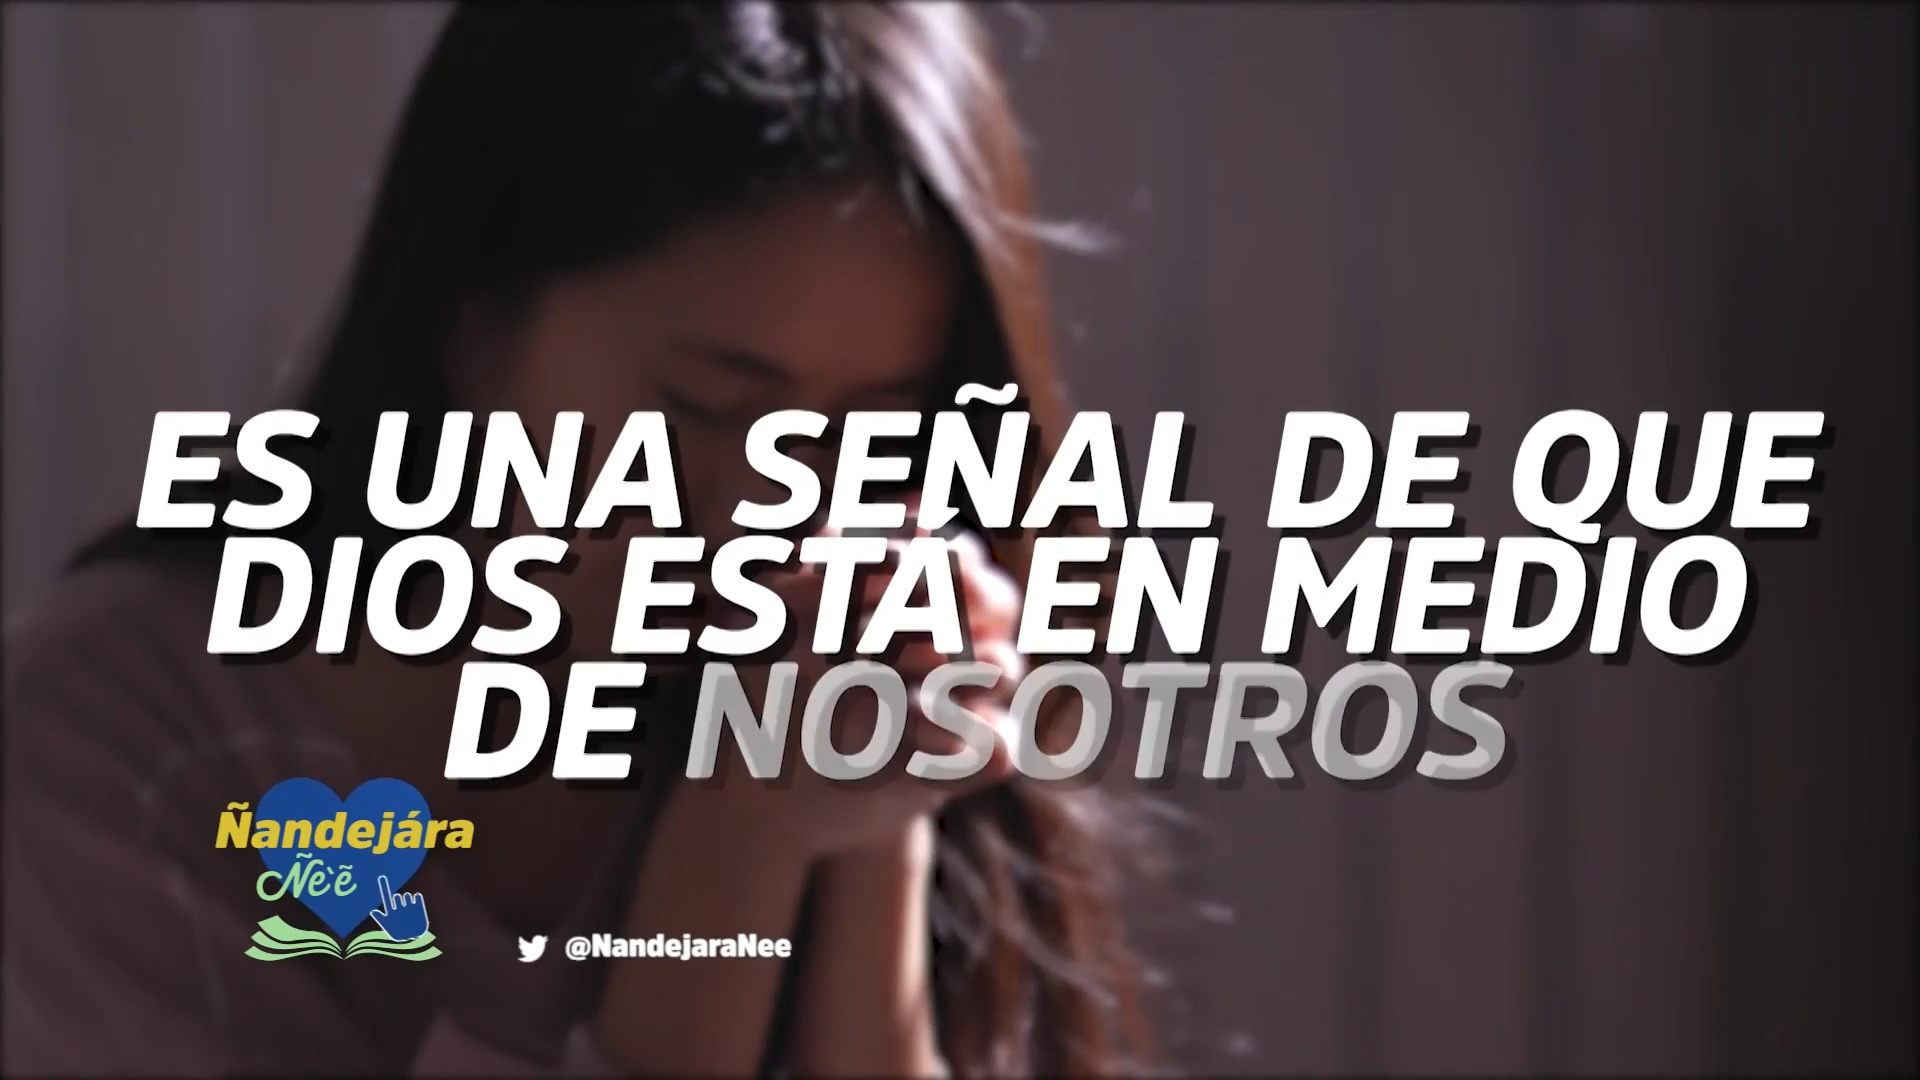 ES UNA SEÑAL DE QUE
DIOS ESTÁ EN MEDIO
DE NOSOTROS
Ñandejára
Ñe'ẽ
@NandejaraNee